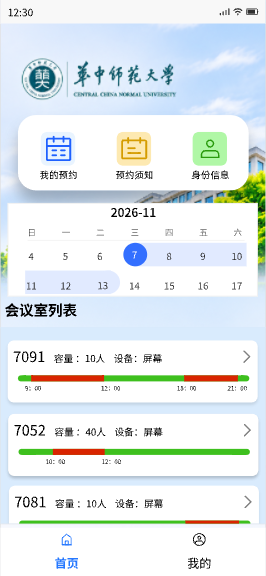 12:30
華中师范大学
CENTRAL CHINA NORMAL UNIVERSITY
我的预约 预约须知 身份信息
2026-11
日 一 二 三 四 五 六
4 5 6 7 8 9 10
11 12 13 14 15 16 17
会议室列表
7091 容量：10人 设备：屏幕
9：00 12：00 18：00 21：00
7052 容量：40人 设备：屏幕
10：00 12：00
7081 容量：10人 设备：屏幕
首页 我的